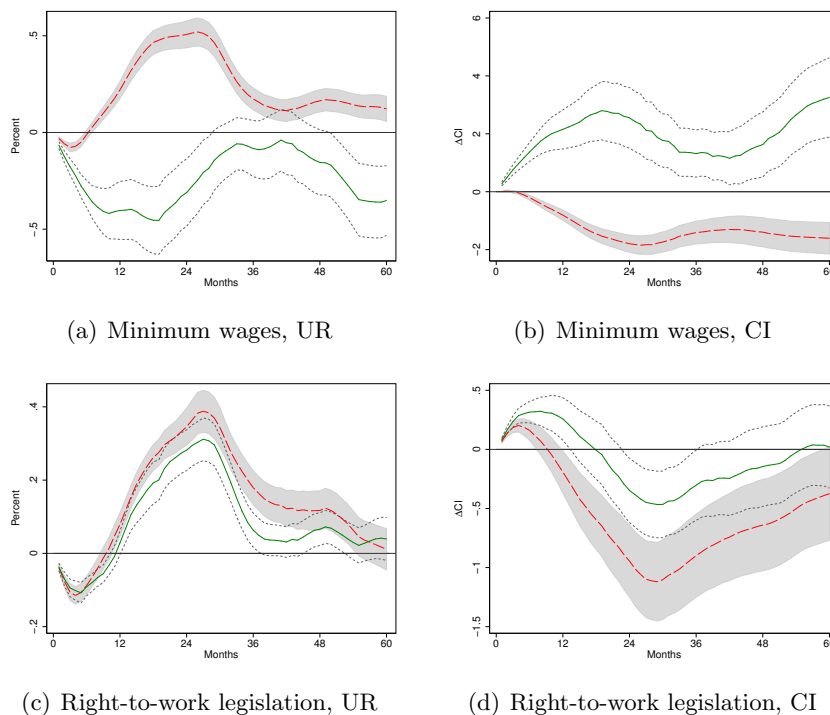 .5
0
-.5
Percent
0 12 24 36 48 60
Months
(a) Minimum wages, UR
6
4
2
0
-2
ΔCI
0 12 24 36 48 60
Months
(b) Minimum wages, CI
.4
.2
0
-.2
Percent
0 12 24 36 48 60
Months
(c) Right-to-work legislation, UR
.5
0
-.5
-1
-1.5
ΔCI
0 12 24 36 48 60
Months
(d) Right-to-work legislation, CI